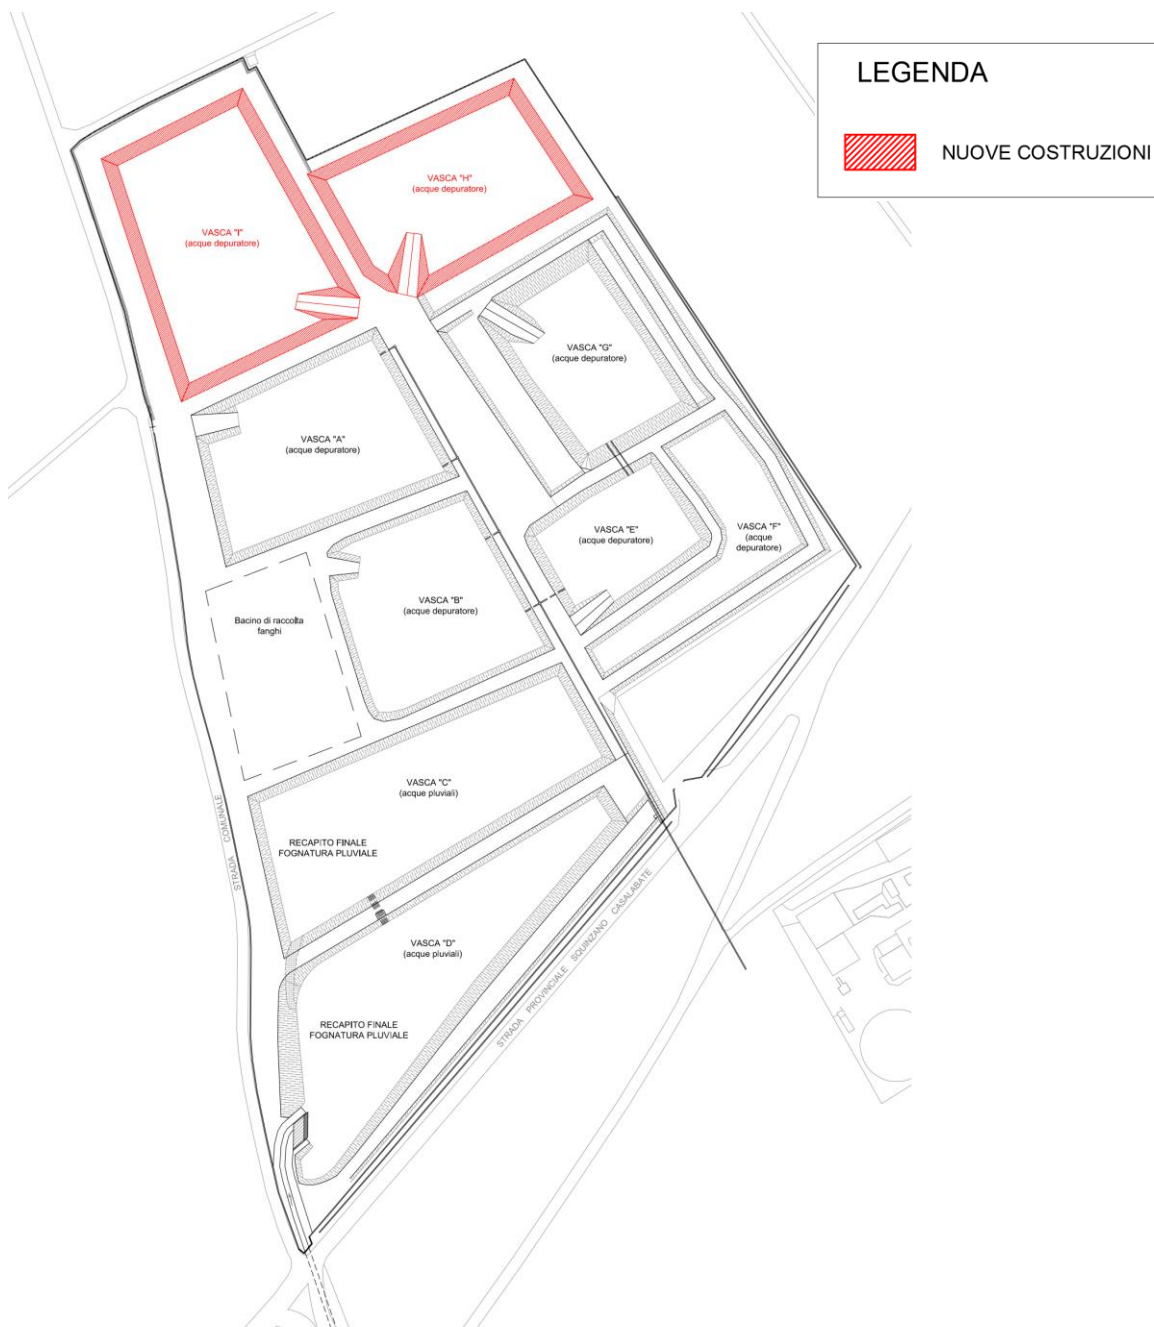 LEGENDA
NUOVE COSTRUZIONI
VASCA "H"
(acque depuratore)
VASCA "I"
(acque depuratore)
VASCA "G"
(acque depuratore)
VASCA "A"
(acque depuratore)
VASCA "E"
(acque depuratore)
VASCA "F"
(acque
depuratore)
VASCA "B"
(acque depuratore)
Bacino di raccolta
fanghi
VASCA "C"
(acque pluviali)
RECAPITO FINALE
FOGNATURA PLUVIALE
STRADA COMUNALE
VASCA "D"
(acque pluviali)
STRADA PROVINCIALE SQUINZANO CASALABATE
RECAPITO FINALE
FOGNATURA PLUVIALE